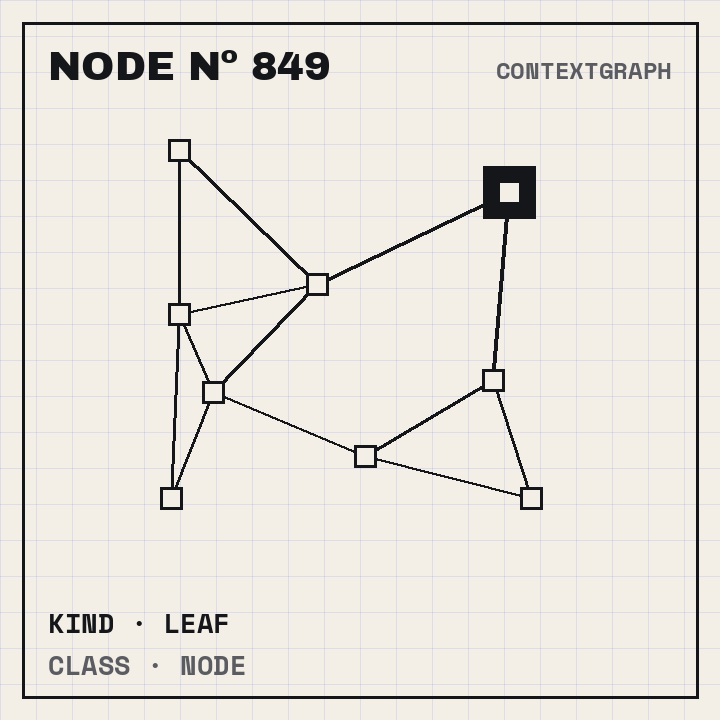 NODE Nº 849
CONTEXTGRAPH
KIND · LEAF
CLASS · NODE